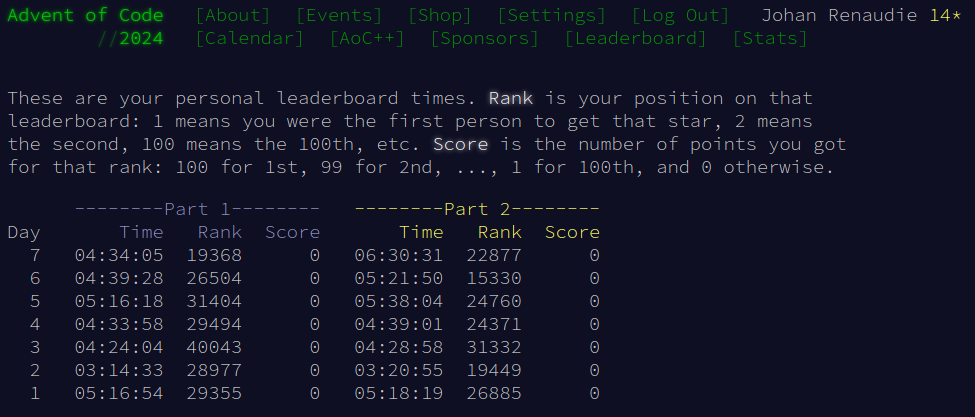 Advent of Code [About] [Events] [Shop] [Settings] [Log Out] Johan Renaudie 14*
//2024 [Calendar] [AoC++] [Sponsors] [Leaderboard] [Stats]
These are your personal leaderboard times. Rank is your position on that
leaderboard: 1 means you were the first person to get that star, 2 means
the second, 100 means the 100th, etc. Score is the number of points you got
for that rank: 100 for 1st, 99 for 2nd, ..., 1 for 100th, and 0 otherwise.
--------Part 1-------- --------Part 2--------
Day Time Rank Score Time Rank Score
7 04:34:05 19368 0 06:30:31 22877 0
6 04:39:28 26504 0 05:21:50 15330 0
5 05:16:18 31404 0 05:38:04 24760 0
4 04:33:58 29494 0 04:39:01 24371 0
3 04:24:04 40043 0 04:28:58 31332 0
2 03:14:33 28977 0 03:20:55 19449 0
1 05:16:54 29355 0 05:18:19 26885 0